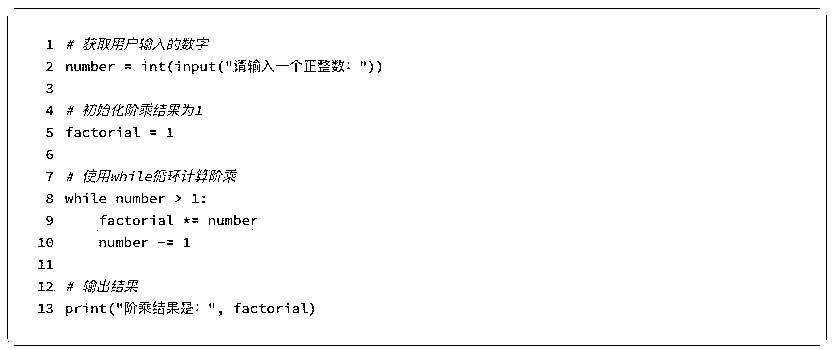 1 # 获取用户输入的数字
2 number = int(input("请输入一个正整数："))
3
4 # 初始化阶乘结果为1
5 factorial = 1
6
7 # 使用while循环计算阶乘
8 while number > 1:
9     factorial *= number
10     number -= 1
11
12 # 输出结果
13 print("阶乘结果是：", factorial)